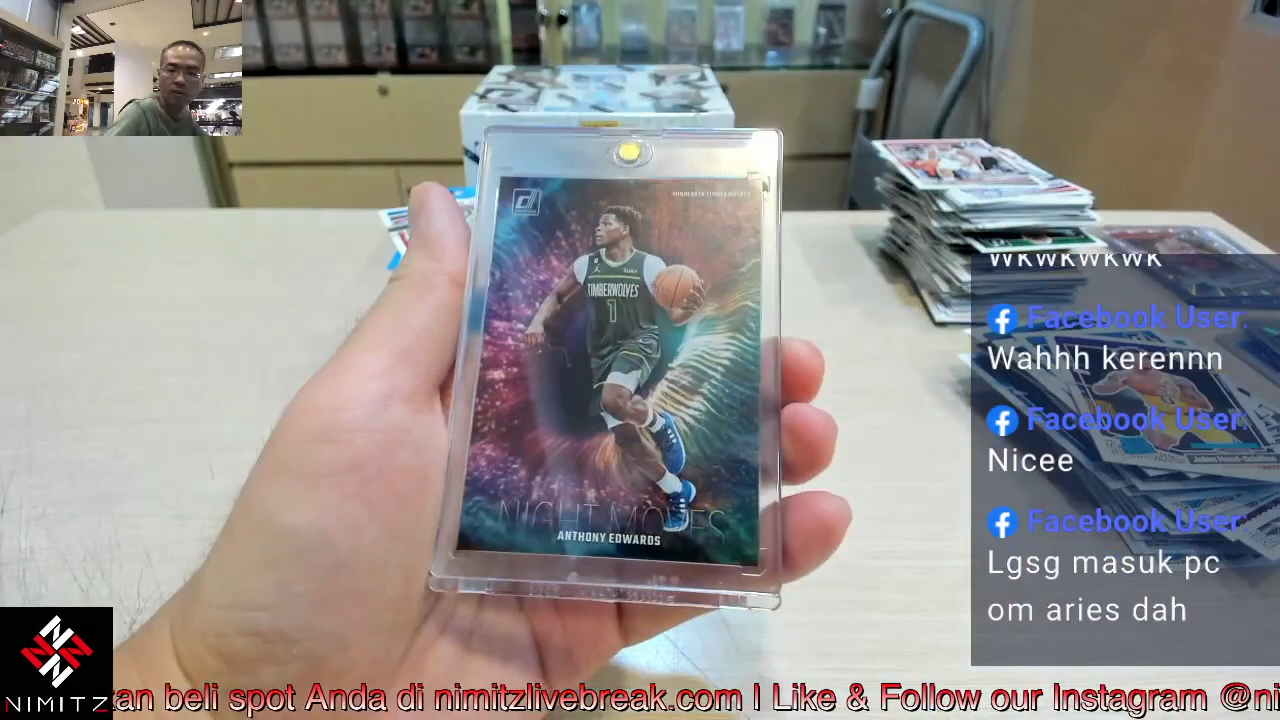 MINNESOTA TIMBERWOLVES
TIMBERWOLVES
1
NIGHT MOVES
ANTHONY EDWARDS
wkwkwkwk
Facebook User:
Wahhh kerennn
Facebook User:
Nicee
Facebook User:
Lgsg masuk pc
om aries dah
NIMITZ
tan beli spot Anda di nimitzlivebreak.com I Like & Follow our Instagram @ni